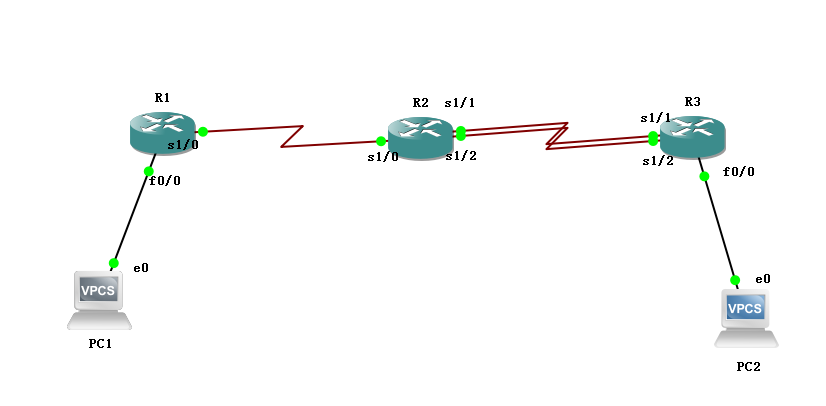 R1
R2
s1/1
R3
s1/1
s1/0
s1/0
s1/2
s1/2
f0/0
f0/0
e0
e0
VPCS
VPCS
PC1
PC2